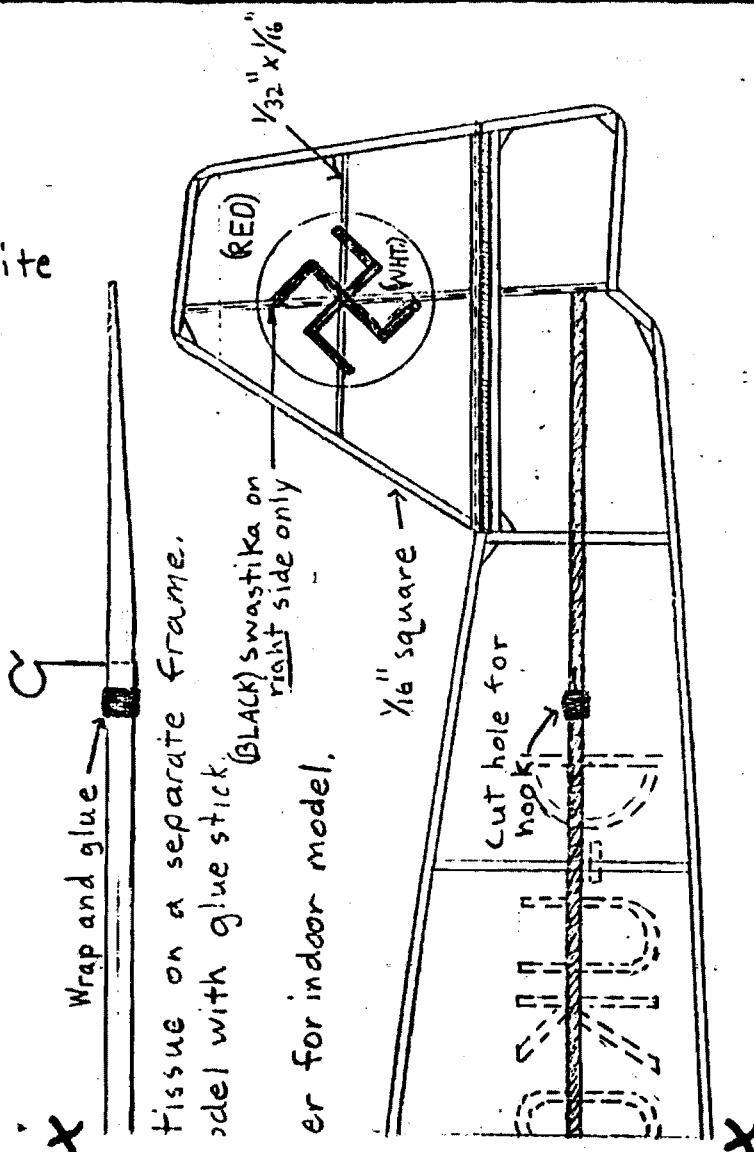 ite
1/32" x 1/16"
(RED)
(WHT.)
Wrap and glue
tissue on a separate frame.
odel with glue stick.
(BLACK) swastika on
right side only
er for indoor model.
1/16" square
Cut hole for
hook.
D-UK
X
X